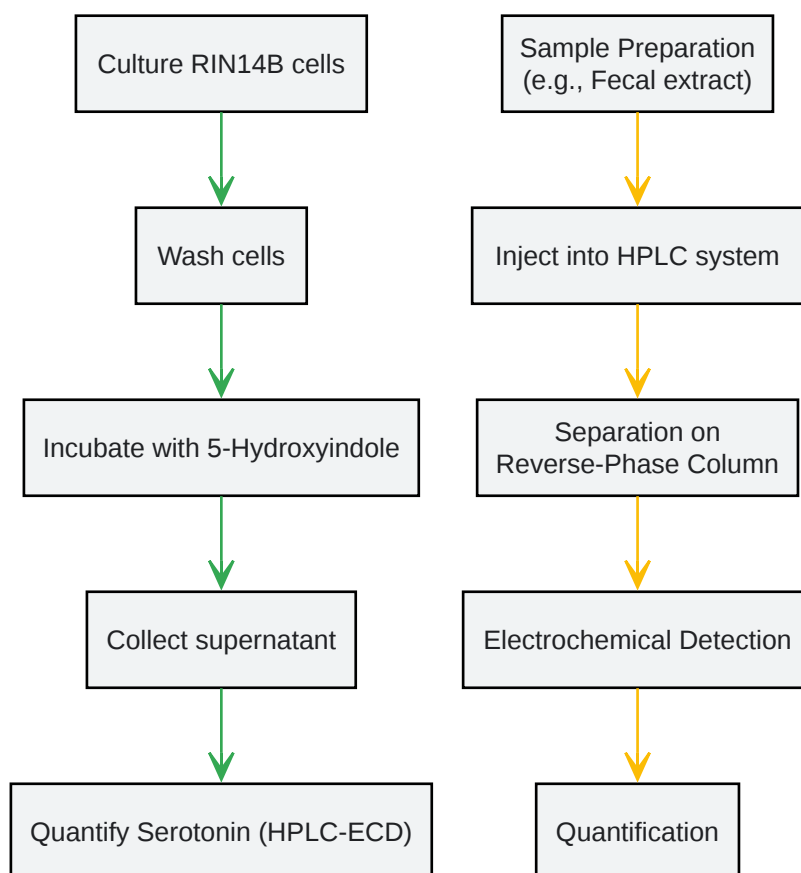 Culture RIN14B cells
Wash cells
Incubate with 5-Hydroxyindole
Collect supernatant
Quantify Serotonin (HPLC-ECD)
Sample Preparation
(e.g., Fecal extract)
Inject into HPLC system
Separation on
Reverse-Phase Column
Electrochemical Detection
Quantification